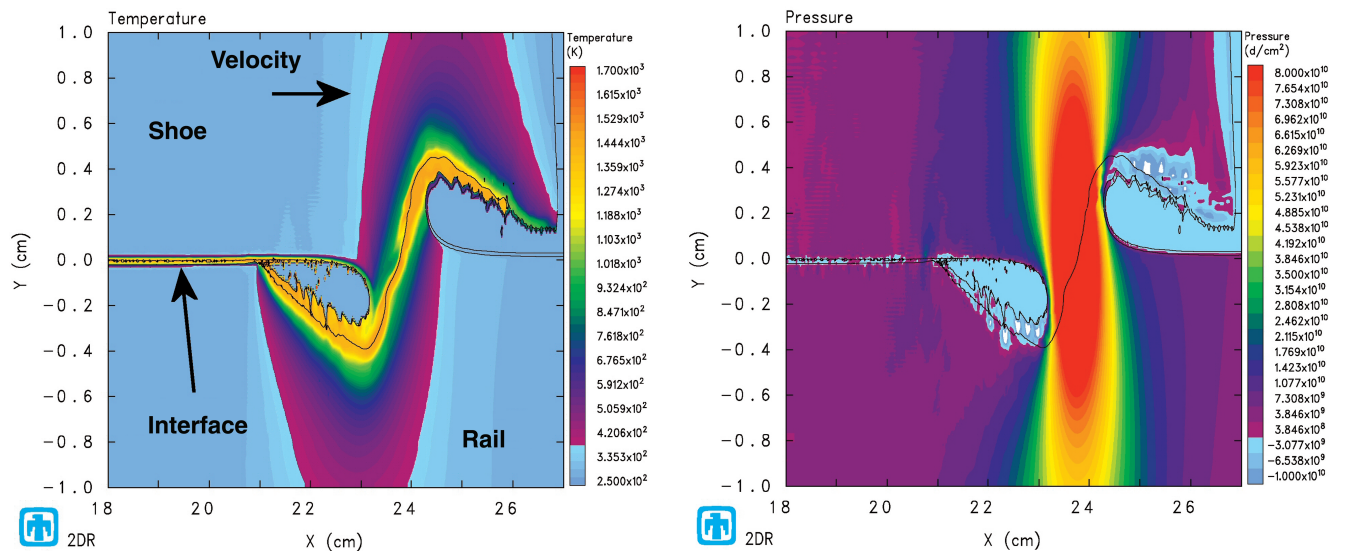 Temperature
Temperature
(K)
1.700x10³
1.615x10³
1.529x10³
1.444x10³
1.359x10³
1.274x10³
1.188x10³
1.103x10³
1.018x10³
9.324x10²
8.471x10²
7.618x10²
6.765x10²
5.912x10²
5.059x10²
4.206x10²
3.353x10²
2.500x10²
Velocity
Shoe
Interface
Rail
Y (cm)
1.0
0.8
0.6
0.4
0.2
0.0
-0.2
-0.4
-0.6
-0.8
-1.0
18 20 22 24 26
X (cm)
2DR
Pressure
Pressure
(d/cm²)
8.000x10¹⁰
7.654x10¹⁰
7.308x10¹⁰
6.962x10¹⁰
6.615x10¹⁰
6.269x10¹⁰
5.923x10¹⁰
5.577x10¹⁰
5.231x10¹⁰
4.885x10¹⁰
4.538x10¹⁰
4.192x10¹⁰
3.846x10¹⁰
3.500x10¹⁰
3.154x10¹⁰
2.808x10¹⁰
2.462x10¹⁰
2.115x10¹⁰
1.769x10¹⁰
1.423x10¹⁰
1.077x10¹⁰
7.308x10⁹
3.846x10⁹
3.846x10⁸
-3.077x10⁹
-6.538x10⁹
-1.000x10¹⁰
Y (cm)
1.0
0.8
0.6
0.4
0.2
0.0
-0.2
-0.4
-0.6
-0.8
-1.0
18 20 22 24 26
X (cm)
2DR